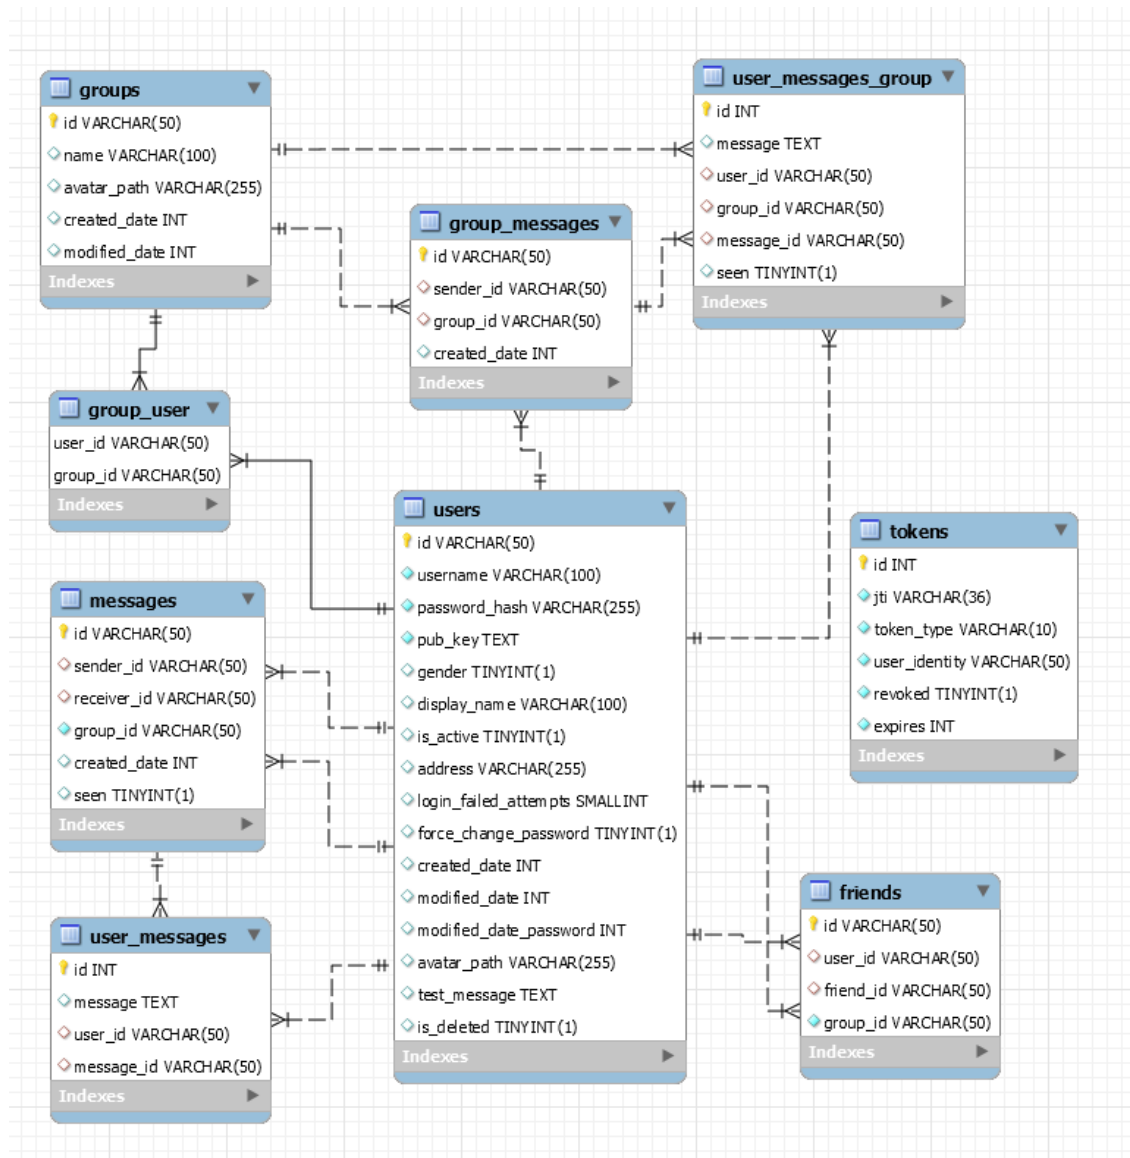 groups
id VARCHAR(50)
name VARCHAR(100)
avatar_path VARCHAR(255)
created_date INT
modified_date INT
Indexes
user_messages_group
id INT
message TEXT
user_id VARCHAR(50)
group_id VARCHAR(50)
message_id VARCHAR(50)
seen TINYINT(1)
Indexes
group_messages
id VARCHAR(50)
sender_id VARCHAR(50)
group_id VARCHAR(50)
created_date INT
Indexes
group_user
user_id VARCHAR(50)
group_id VARCHAR(50)
Indexes
users
id VARCHAR(50)
username VARCHAR(100)
password_hash VARCHAR(255)
pub_key TEXT
gender TINYINT(1)
display_name VARCHAR(100)
is_active TINYINT(1)
address VARCHAR(255)
login_failed_attempts SMALLINT
force_change_password TINYINT(1)
created_date INT
modified_date INT
modified_date_password INT
avatar_path VARCHAR(255)
test_message TEXT
is_deleted TINYINT(1)
Indexes
tokens
id INT
jti VARCHAR(36)
token_type VARCHAR(10)
user_identity VARCHAR(50)
revoked TINYINT(1)
expires INT
Indexes
messages
id VARCHAR(50)
sender_id VARCHAR(50)
receiver_id VARCHAR(50)
group_id VARCHAR(50)
created_date INT
seen TINYINT(1)
Indexes
friends
id VARCHAR(50)
user_id VARCHAR(50)
friend_id VARCHAR(50)
group_id VARCHAR(50)
Indexes
user_messages
id INT
message TEXT
user_id VARCHAR(50)
message_id VARCHAR(50)
Indexes